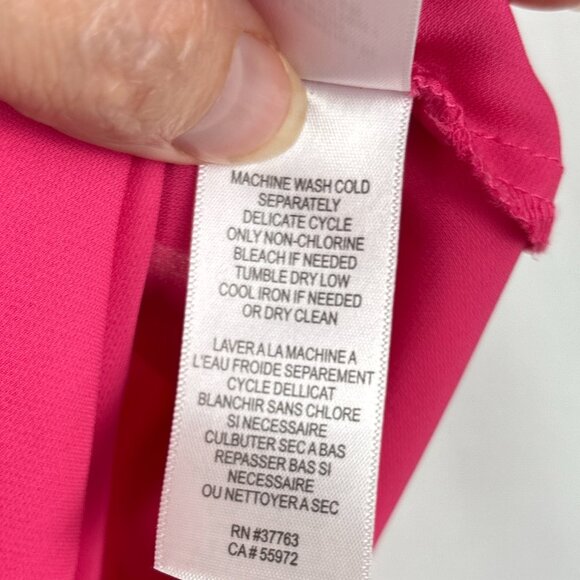 MACHINE WASH COLD
SEPARATELY
DELICATE CYCLE
ONLY NON-CHLORINE
BLEACH IF NEEDED
TUMBLE DRY LOW
COOL IRON IF NEEDED
OR DRY CLEAN
LAVER A LA MACHINE A
L'EAU FROIDE SEPAREMENT
CYCLE DELLICAT
BLANCHIR SANS CHLORE
SI NECESSAIRE
CULBUTER SEC A BAS
REPASSER BAS SI
NECESSAIRE
OU NETTOYER A SEC
RN #37763
CA # 55972